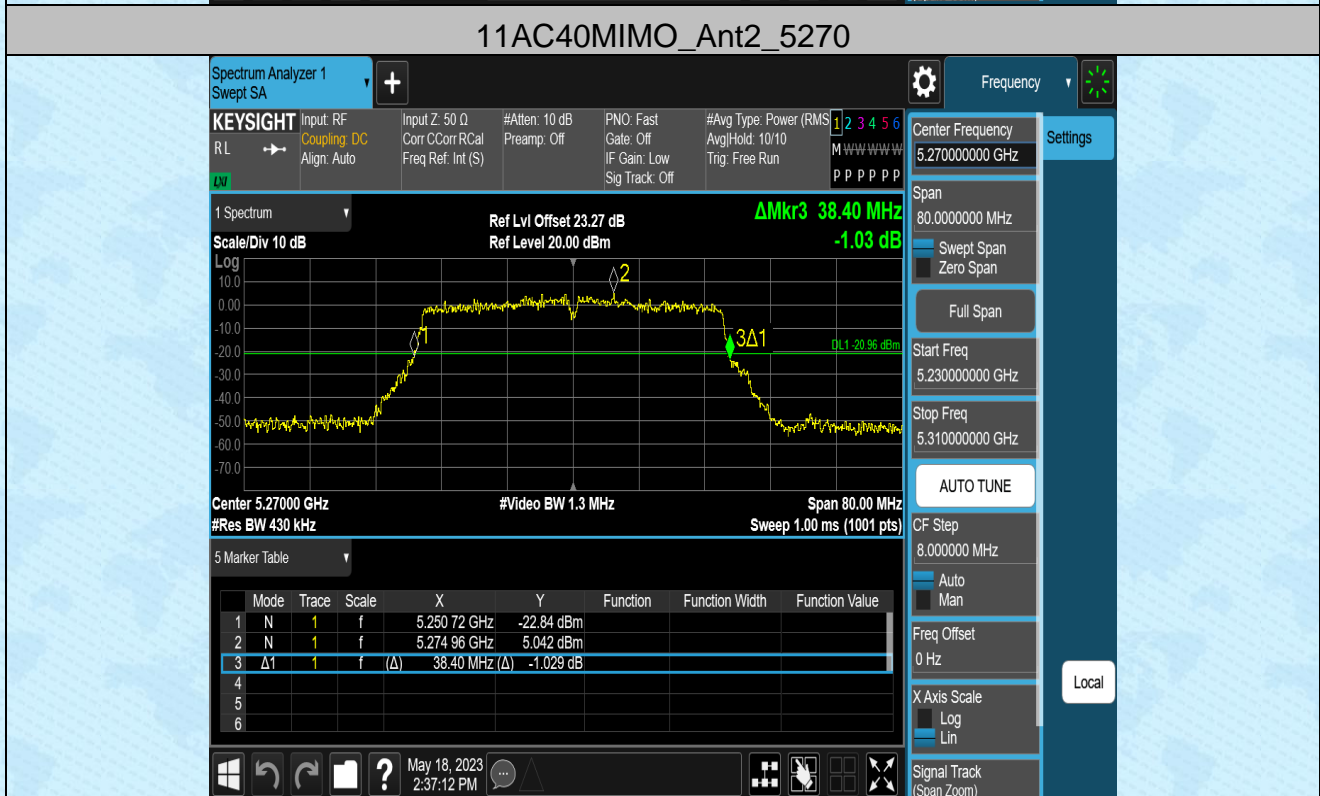 11AC40MIMO_Ant2_5270
Spectrum Analyzer 1
Swept SA
+
Frequency
KEYSIGHT
RL
LXI
Input: RF
Coupling: DC
Align: Auto
Input Z: 50 Ω
Corr CCorr RCal
Freq Ref: Int (S)
#Atten: 10 dB
Preamp: Off
PNO: Fast
Gate: Off
IF Gain: Low
Sig Track: Off
#Avg Type: Power (RMS
Avg|Hold: 10/10
Trig: Free Run
1 2 3 4 5 6
M W W W W W
P P P P P P
Center Frequency
5.270000000 GHz
Settings
Span
80.0000000 MHz
Swept Span
Zero Span
Full Span
Start Freq
5.230000000 GHz
Stop Freq
5.310000000 GHz
AUTO TUNE
CF Step
8.000000 MHz
Auto
Man
Freq Offset
0 Hz
X Axis Scale
Log
Lin
Signal Track
(Span Zoom)
Local
1 Spectrum
Scale/Div 10 dB
Ref Lvl Offset 23.27 dB
Ref Level 20.00 dBm
ΔMkr3 38.40 MHz
-1.03 dB
Log
10.0
0.00
-10.0
-20.0
-30.0
-40.0
-50.0
-60.0
-70.0
1
2
3Δ1
DL1 -20.96 dBm
Center 5.27000 GHz
#Video BW 1.3 MHz
Span 80.00 MHz
#Res BW 430 kHz
Sweep 1.00 ms (1001 pts)
5 Marker Table
Mode Trace Scale X Y Function Function Width Function Value
1 N 1 f 5.250 72 GHz -22.84 dBm
2 N 1 f 5.274 96 GHz 5.042 dBm
3 Δ1 1 f (Δ) 38.40 MHz (Δ) -1.029 dB
4
5
6
?
May 18, 2023
2:37:12 PM